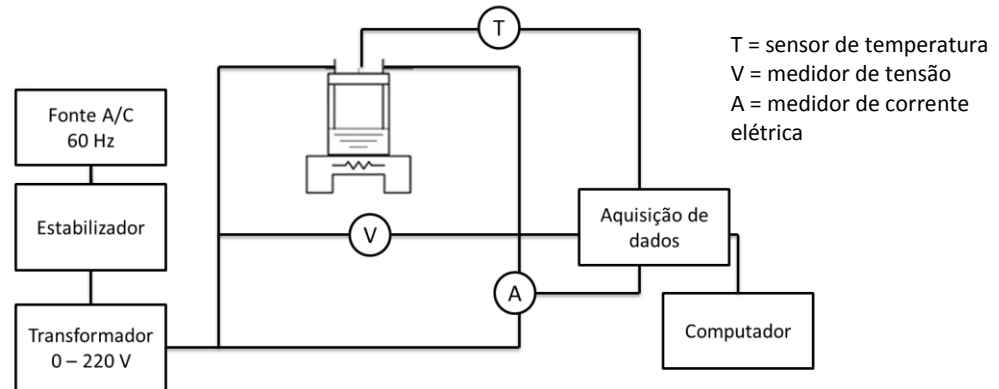 T
T = sensor de temperatura
V = medidor de tensão
A = medidor de corrente
elétrica
Fonte A/C
60 Hz
Estabilizador
V
Aquisição de
dados
A
Transformador
0 – 220 V
Computador